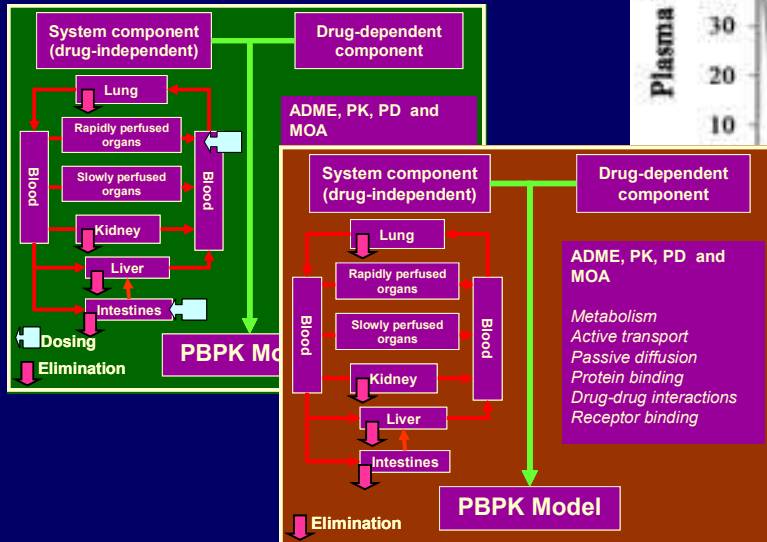 System component
(drug-independent)
Drug-dependent
component
Lung
Rapidly perfused
organs
Slowly perfused
organs
Kidney
Liver
Intestines
Blood
Blood
ADME, PK, PD and
MOA
Dosing
Elimination
PBPK Mo
Plasma
30
20
10
System component
(drug-independent)
Drug-dependent
component
Lung
Rapidly perfused
organs
Slowly perfused
organs
Kidney
Liver
Intestines
Blood
Blood
ADME, PK, PD and
MOA
Metabolism
Active transport
Passive diffusion
Protein binding
Drug-drug interactions
Receptor binding
PBPK Model
Elimination